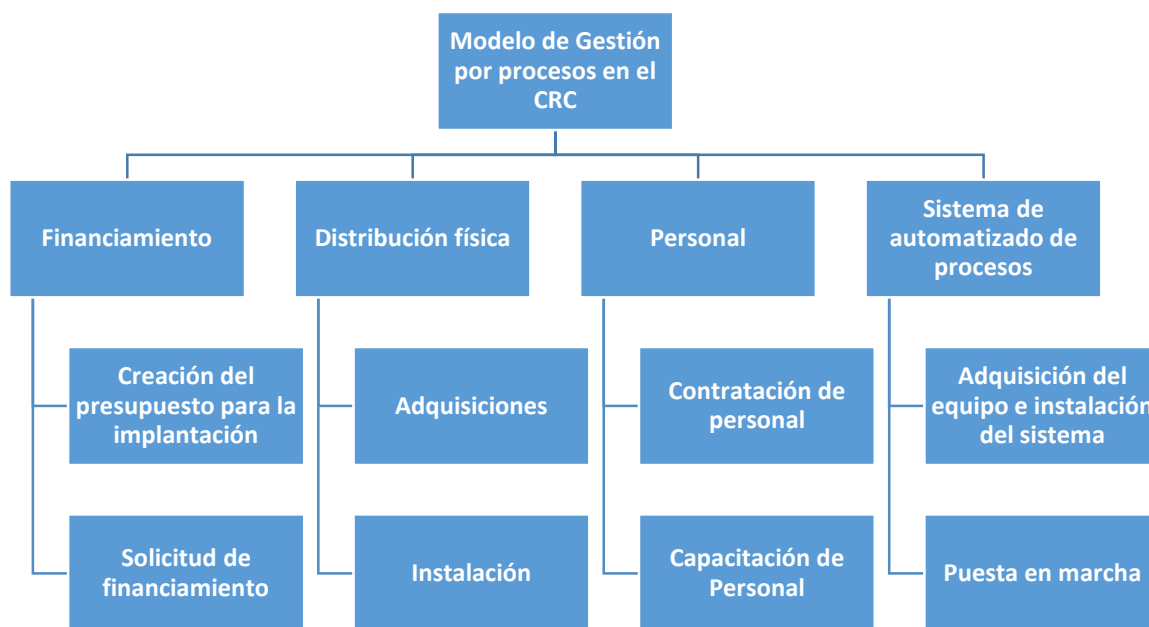 Modelo de Gestión
por procesos en el
CRC
Financiamiento
Distribución física
Personal
Sistema de
automatizado de
procesos
Creación del
presupuesto para la
implantación
Adquisiciones
Contratación de
personal
Adquisición del
equipo e instalación
del sistema
Solicitud de
financiamiento
Instalación
Capacitación de
Personal
Puesta en marcha